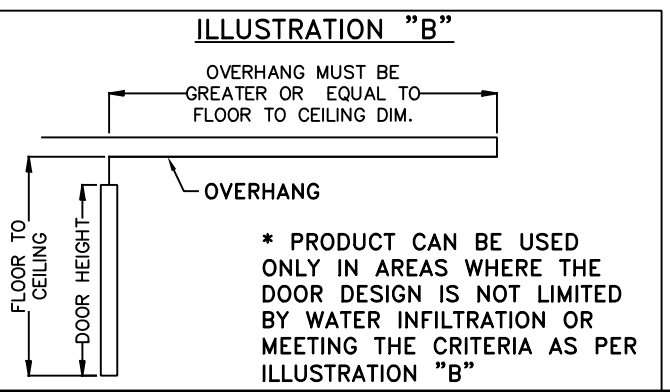 ILLUSTRATION "B"
OVERHANG MUST BE
GREATER OR EQUAL TO
FLOOR TO CEILING DIM.
OVERHANG
FLOOR TO
CEILING
DOOR HEIGHT
* PRODUCT CAN BE USED
ONLY IN AREAS WHERE THE
DOOR DESIGN IS NOT LIMITED
BY WATER INFILTRATION OR
MEETING THE CRITERIA AS PER
ILLUSTRATION "B"